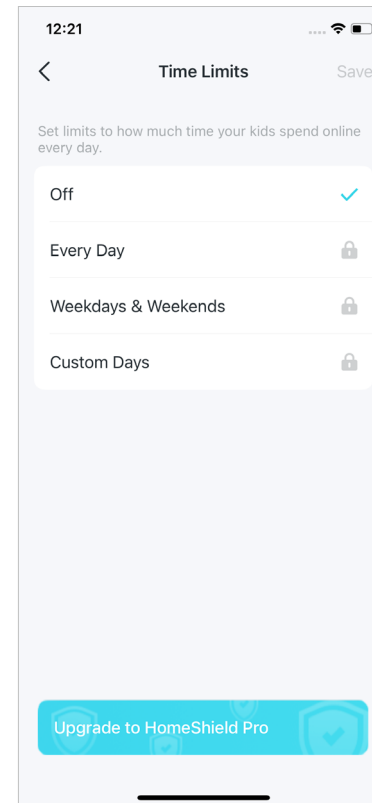 12:21
Time Limits
Save
Set limits to how much time your kids spend online
every day.
Off
Every Day
Weekdays & Weekends
Custom Days
Upgrade to HomeShield Pro